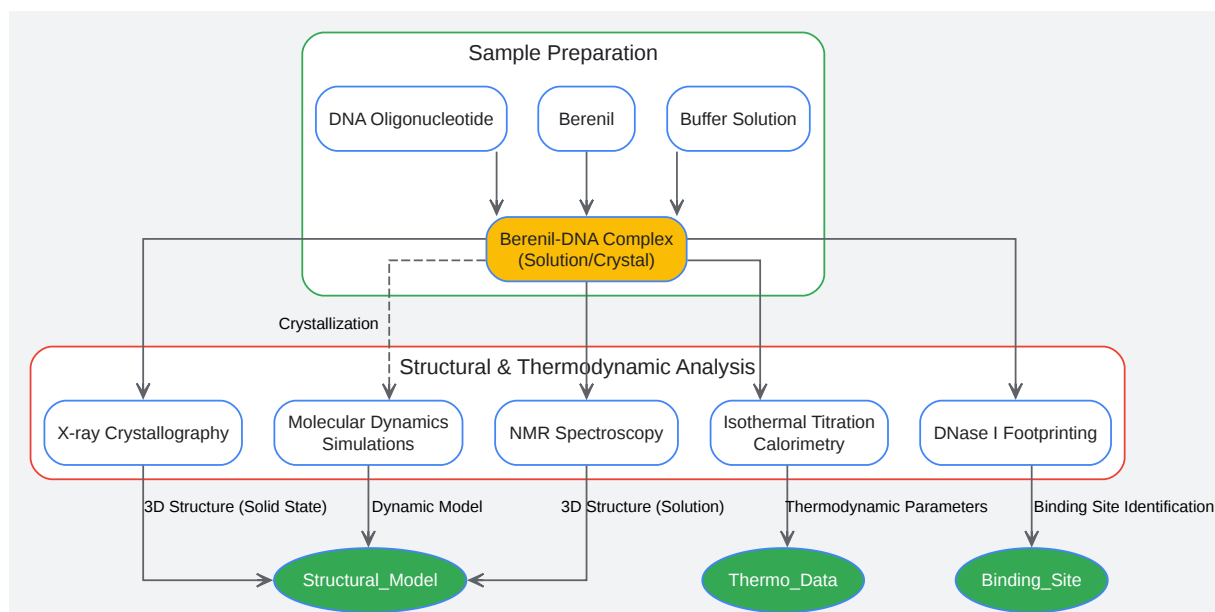 Sample Preparation
DNA Oligonucleotide
Berenil
Buffer Solution
Berenil-DNA Complex
(Solution/Crystal)
Crystallization
Structural & Thermodynamic Analysis
X-ray Crystallography
Molecular Dynamics
Simulations
NMR Spectroscopy
Isothermal Titration
Calorimetry
DNase I Footprinting
3D Structure (Solid State)
Dynamic Model
3D Structure (Solution)
Thermodynamic Parameters
Binding Site Identification
Structural_Model
Thermo_Data
Binding_Site